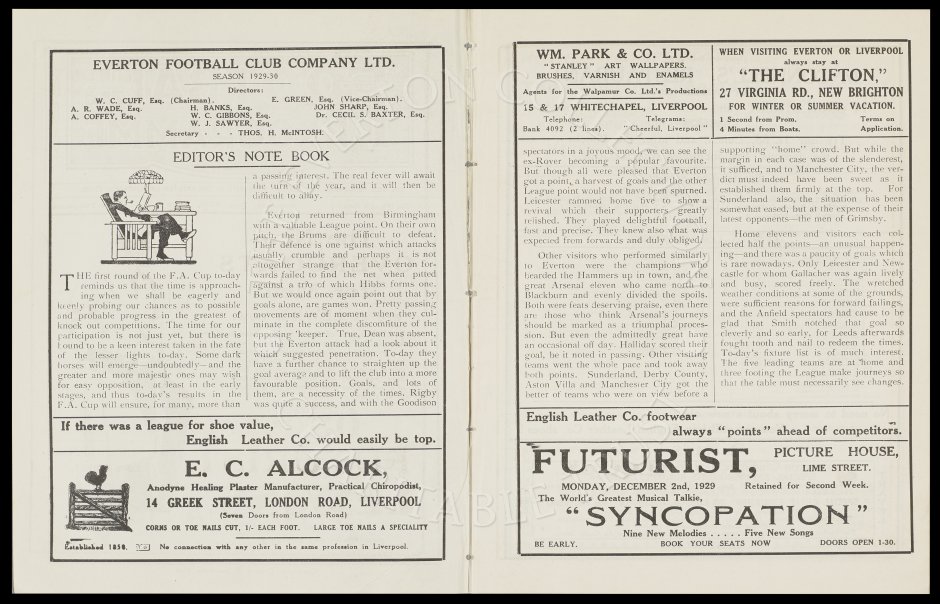 EVERTON FOOTBALL CLUB COMPANY LTD.
SEASON 1929-30
Directors:
W. C. CUFF, Esq. (Chairman).
E. GREEN, Esq. (Vice-Chairman).
A. R. WADE, Esq.
H. BANKS, Esq.
JOHN SHARP, Esq.
A. COFFEY, Esq.
W. C. GIBBONS, Esq.
Dr. CECIL S. BAXTER, Esq.
W. J. SAWYER, Esq.
Secretary - - - THOS. H. McINTOSH.
EDITOR'S NOTE BOOK
THE first round of the F.A. Cup to-day
reminds us that the time is approach-
ing when we shall be eagerly and
keenly probing our chances as to possible
and probable progress in the greatest of
knock out competitions. The time for our
participation is not just yet, but there is
bound to be a keen interest taken in the fate
of the lesser lights to-day. Some dark
horses will emerge—undoubtedly—and the
greater and more majestic ones may wish
for easy opposition, at least in the early
stages, and thus to-day's results in the
F.A. Cup will ensure, for many, more than
a passing interest. The real fever will await
the turn of the year, and it will then be
difficult to allay.
Everton returned from Birmingham
with a valuable League point. On their own
pitch, the Brums are difficult to defeat.
Their defence is one against which attacks
usually crumble and perhaps it is not
altogether strange that the Everton for-
wards failed to find the net when pitted
against a trio of which Hibbs forms one.
But we would once again point out that by
goals alone, are games won. Pretty passing
movements are of moment when they cul-
minate in the complete discomfiture of the
opposing 'keeper. True, Dean was absent,
but the Everton attack had a look about it
which suggested penetration. To-day they
have a further chance to straighten up the
goal average and to lift the club into a more
favourable position. Goals, and lots of
them, are a necessity of the times. Rigby
was quite a success, and with the Goodison
If there was a league for shoe value,
English Leather Co. would easily be top.
E. C. ALCOCK,
Anodyne Healing Plaster Manufacturer, Practical Chiropodist,
14 GREEK STREET, LONDON ROAD, LIVERPOOL
(Seven Doors from London Road)
CORNS OR TOE NAILS CUT, 1/- EACH FOOT. LARGE TOE NAILS A SPECIALITY
Established 1850. No connection with any other in the same profession in Liverpool.
WM. PARK & CO. LTD.
"STANLEY" ART WALLPAPERS.
BRUSHES, VARNISH AND ENAMELS
Agents for the Walpamur Co. Ltd.'s Productions
15 & 17 WHITECHAPEL, LIVERPOOL
Telephone: Telegrams:
Bank 4092 (2 lines). "Cheerful, Liverpool"
WHEN VISITING EVERTON OR LIVERPOOL
always stay at
"THE CLIFTON,"
27 VIRGINIA RD., NEW BRIGHTON
FOR WINTER OR SUMMER VACATION.
1 Second from Prom. Terms on
4 Minutes from Boats. Application.
spectators in a joyous mood, we can see the
ex-Rover becoming a popular favourite.
But though all were pleased that Everton
got a point, a harvest of goals and the other
League point would not have been spurned.
Leicester rammed home five to show a
revival which their supporters greatly
relished. They played delightful football,
fast and precise. They knew also what was
expected from forwards and duly obliged.
Other visitors who performed similarly
to Everton were the champions who
bearded the Hammers up in town, and the
great Arsenal eleven who came north to
Blackburn and evenly divided the spoils.
Both were feats deserving praise, even there
are those who think Arsenal's journeys
should be marked as a triumphal proces-
sion. But even the admittedly great have
an occasional off day. Halliday scored their
goal, be it noted in passing. Other visiting
teams went the whole pace and took away
both points. Sunderland, Derby County,
Aston Villa and Manchester City got the
better of teams who were on view before a
supporting "home" crowd. But while the
margin in each case was of the slenderest,
it sufficed, and to Manchester City, the ver-
dict must indeed have been sweet as it
established them firmly at the top. For
Sunderland also, the situation has been
somewhat eased, but at the expense of their
latest opponents—the men of Grimsby.
Home elevens and visitors each col-
lected half the points—an unusual happen-
ing—and there was a paucity of goals which
is rare nowadays. Only Leicester and New-
castle for whom Gallacher was again lively
and busy, scored freely. The wretched
weather conditions at some of the grounds,
were sufficient reasons for forward failings,
and the Anfield spectators had cause to be
glad that Smith notched that goal so
cleverly and so early, for Leeds afterwards
fought tooth and nail to redeem the times.
To-day's fixture list is of much interest.
The five leading teams are at home and
three footing the League make journeys so
that the table must necessarily see changes.
English Leather Co. footwear
always "points" ahead of competitors.
FUTURIST, PICTURE HOUSE,
LIME STREET.
MONDAY, DECEMBER 2nd, 1929 Retained for Second Week.
The World's Greatest Musical Talkie,
"SYNCOPATION"
Nine New Melodies . . . . . Five New Songs
BE EARLY. BOOK YOUR SEATS NOW DOORS OPEN 1-30.